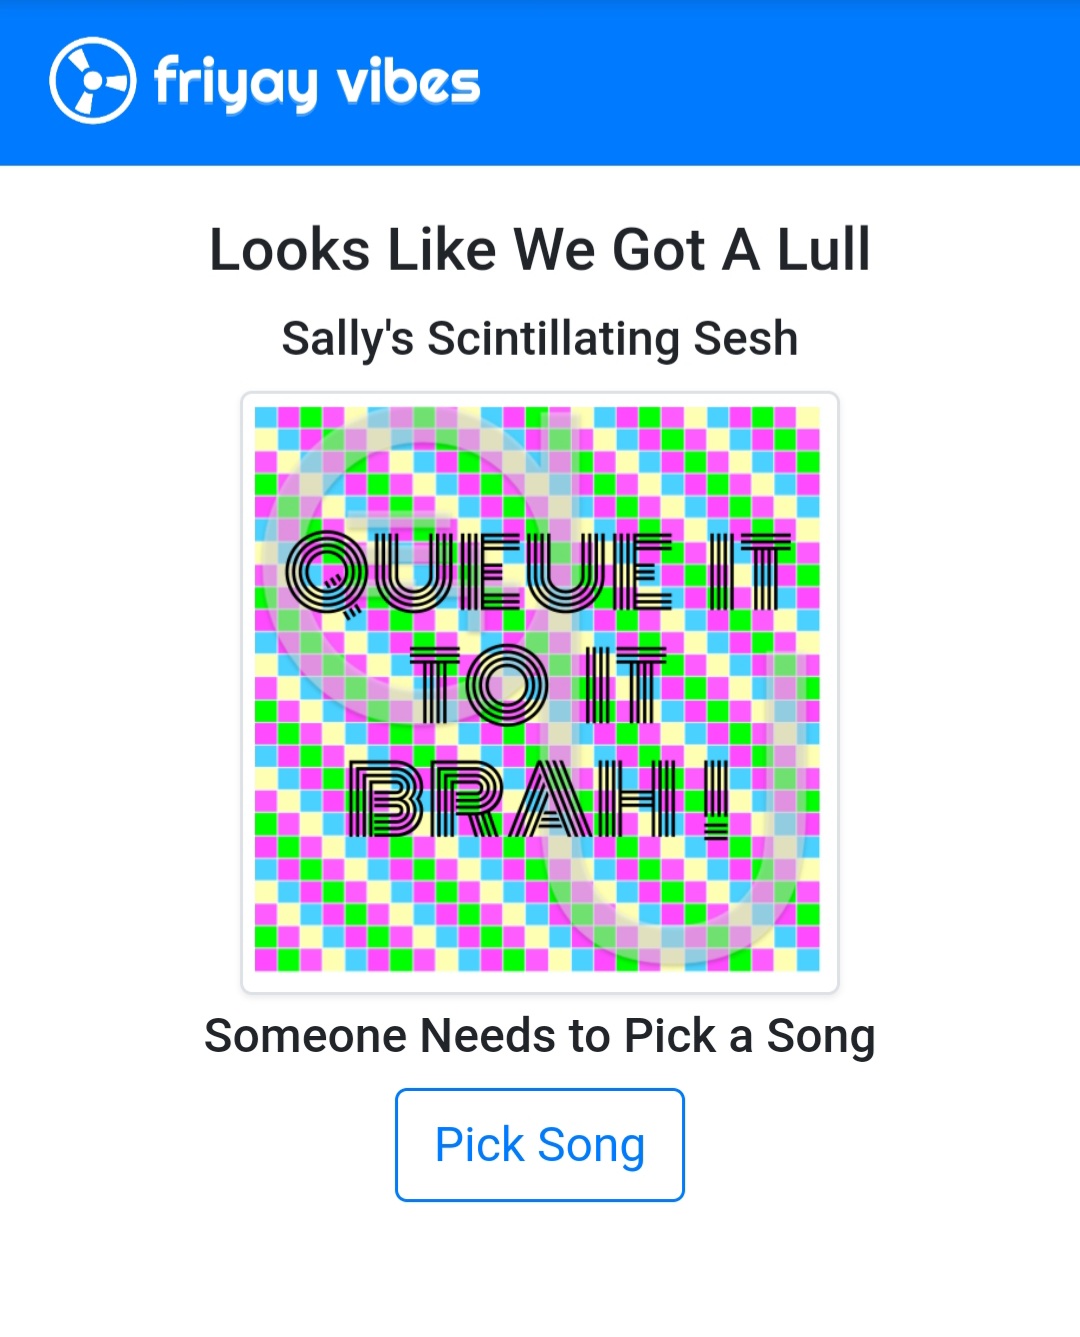 friyay vibes
Looks Like We Got A Lull
Sally's Scintillating Sesh
QUEUE IT
TO IT
BRAH!
Someone Needs to Pick a Song
Pick Song